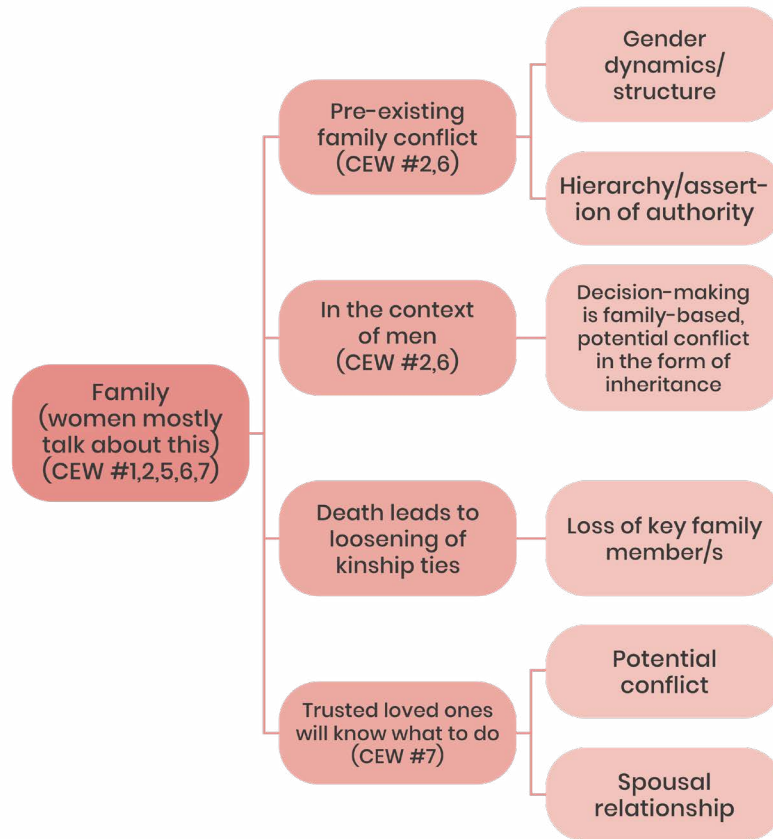 Family
(women mostly
talk about this)
(CEW #1,2,5,6,7)
Pre-existing
family conflict
(CEW #2,6)
Gender
dynamics/
structure
Hierarchy/assert-
ion of authority
In the context
of men
(CEW #2,6)
Decision-making
is family-based,
potential conflict
in the form of
inheritance
Death leads to
loosening of
kinship ties
Loss of key family
member/s
Trusted loved ones
will know what to do
(CEW #7)
Potential
conflict
Spousal
relationship